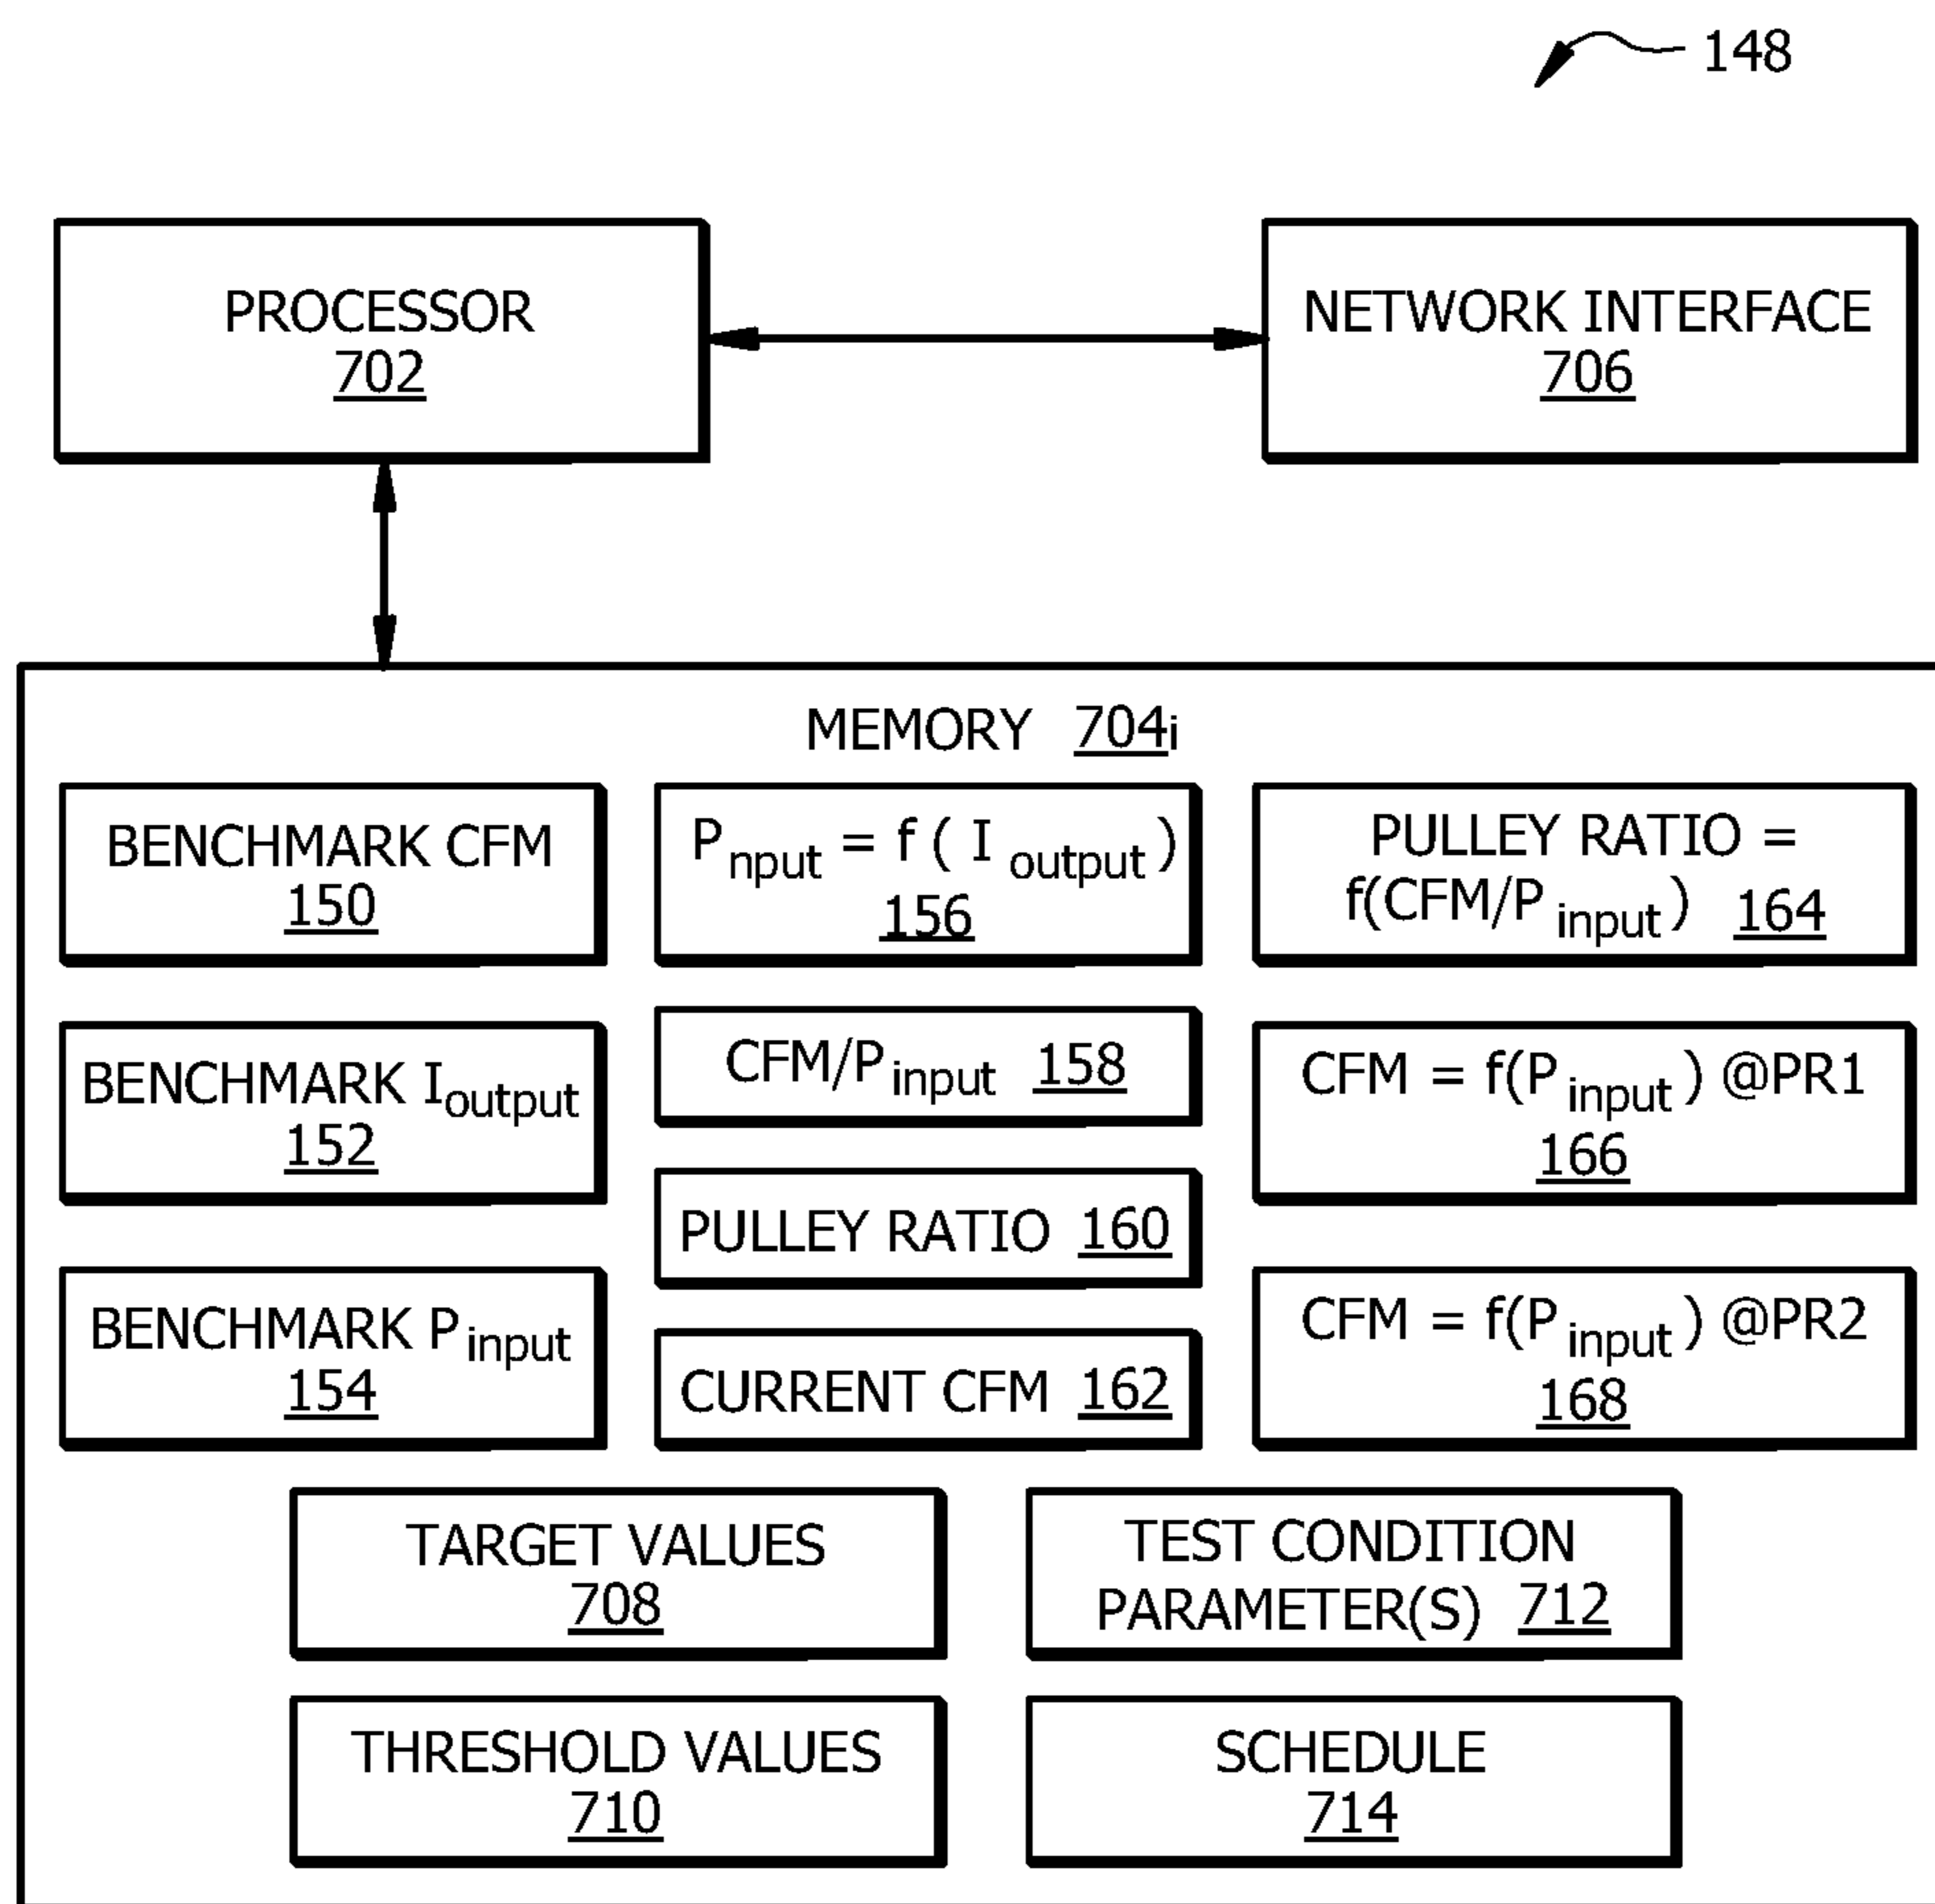 148
PROCESSOR
702
NETWORK INTERFACE
706
MEMORY 704i
BENCHMARK CFM
150
P nput = f ( I output )
156
PULLEY RATIO =
f(CFM/P input ) 164
BENCHMARK I output
152
CFM/P input 158
CFM = f(P input ) @PR1
166
PULLEY RATIO 160
BENCHMARK P input
154
CURRENT CFM 162
CFM = f(P input ) @PR2
168
TARGET VALUES
708
TEST CONDITION
PARAMETER(S) 712
THRESHOLD VALUES
710
SCHEDULE
714